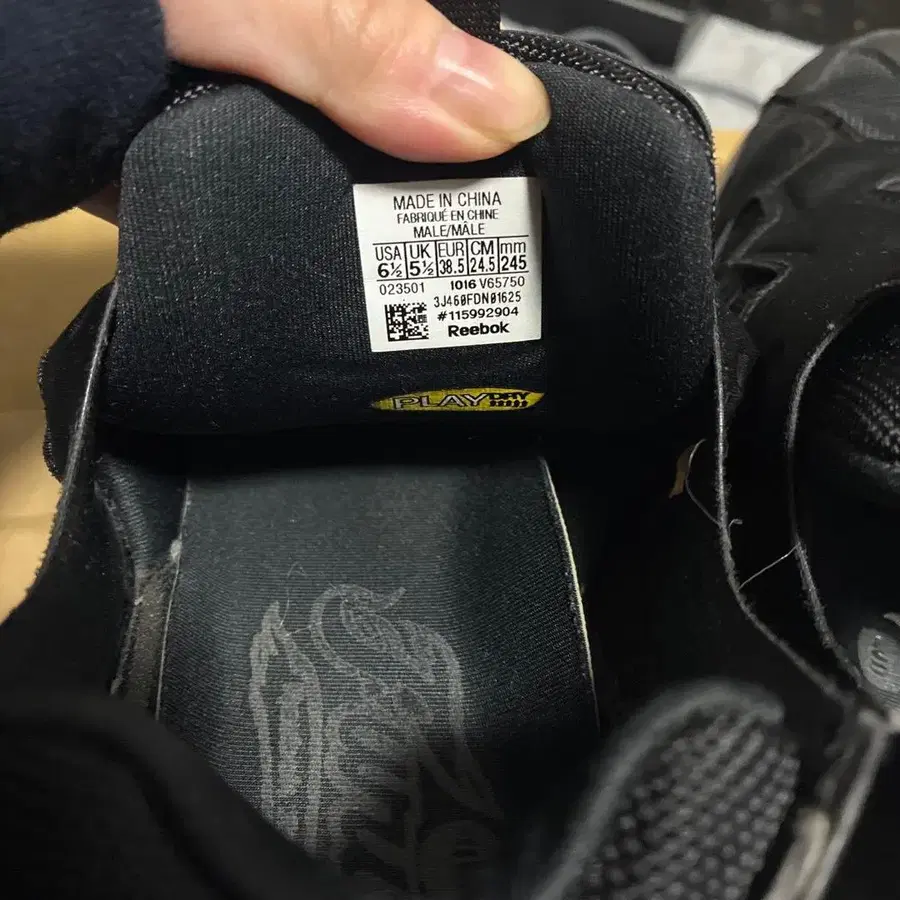 MADE IN CHINA
FABRIQUÉ EN CHINE
MALE/MÂLE
USA UK EUR CM mm
6½ 5½ 38.5 24.5 245
023501 1016 V65750
3J460FDN01625
#115992904
Reebok
PLAYDRY